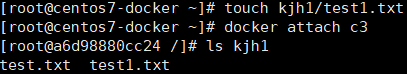 [root@centos7-docker ~]# touch kjh1/test1.txt
[root@centos7-docker ~]# docker attach c3
[root@a6d98880cc24 /]# ls kjh1
test.txt  test1.txt